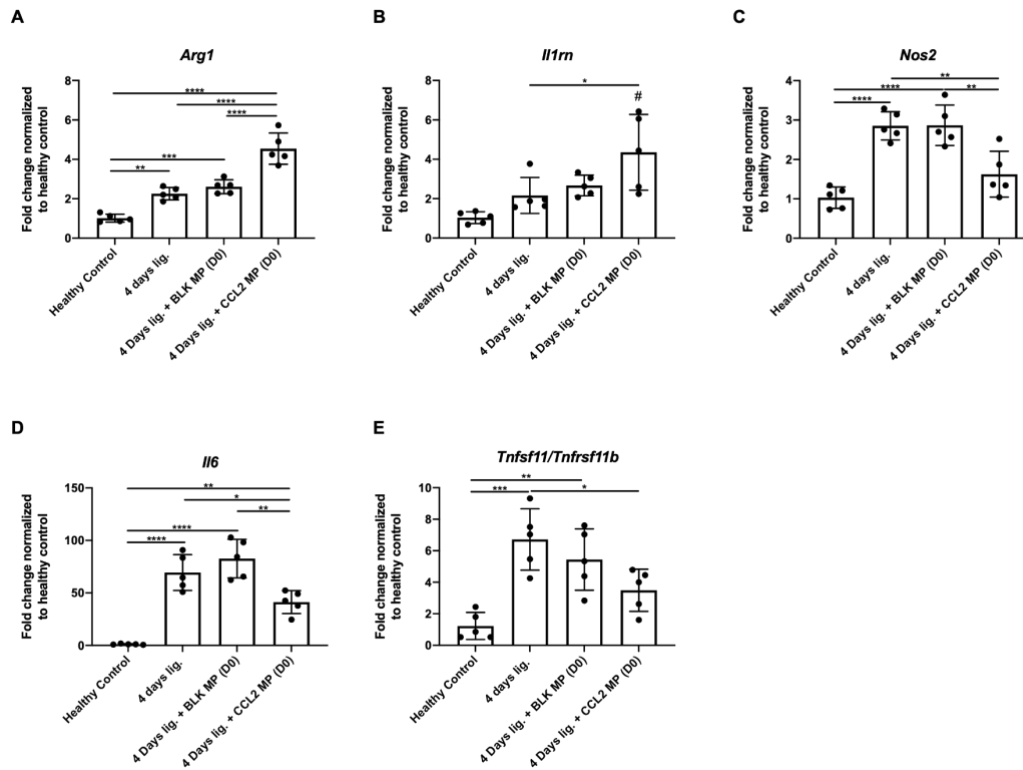 A
Arg1
Fold change normalized
to healthy control
8
6
4
2
0
****
****
****
***
**
Healthy Control
4 days lig.
4 Days lig. + BLK MP (D0)
4 Days lig. + CCL2 MP (D0)
B
Il1rn
Fold change normalized
to healthy control
8
6
4
2
0
*
#
Healthy Control
4 days lig.
4 Days lig. + BLK MP (D0)
4 Days lig. + CCL2 MP (D0)
C
Nos2
Fold change normalized
to healthy control
4
3
2
1
0
**
**** **
****
Healthy Control
4 days lig.
4 Days lig. + BLK MP (D0)
4 Days lig. + CCL2 MP (D0)
D
Il6
Fold change normalized
to healthy control
150
100
50
0
**
*
**
****
****
Healthy Control
4 days lig.
4 Days lig. + BLK MP (D0)
4 Days lig. + CCL2 MP (D0)
E
Tnfsf11/Tnfrsf11b
Fold change normalized
to healthy control
10
8
6
4
2
0
**
*** *
Healthy Control
4 days lig.
4 Days lig. + BLK MP (D0)
4 Days lig. + CCL2 MP (D0)